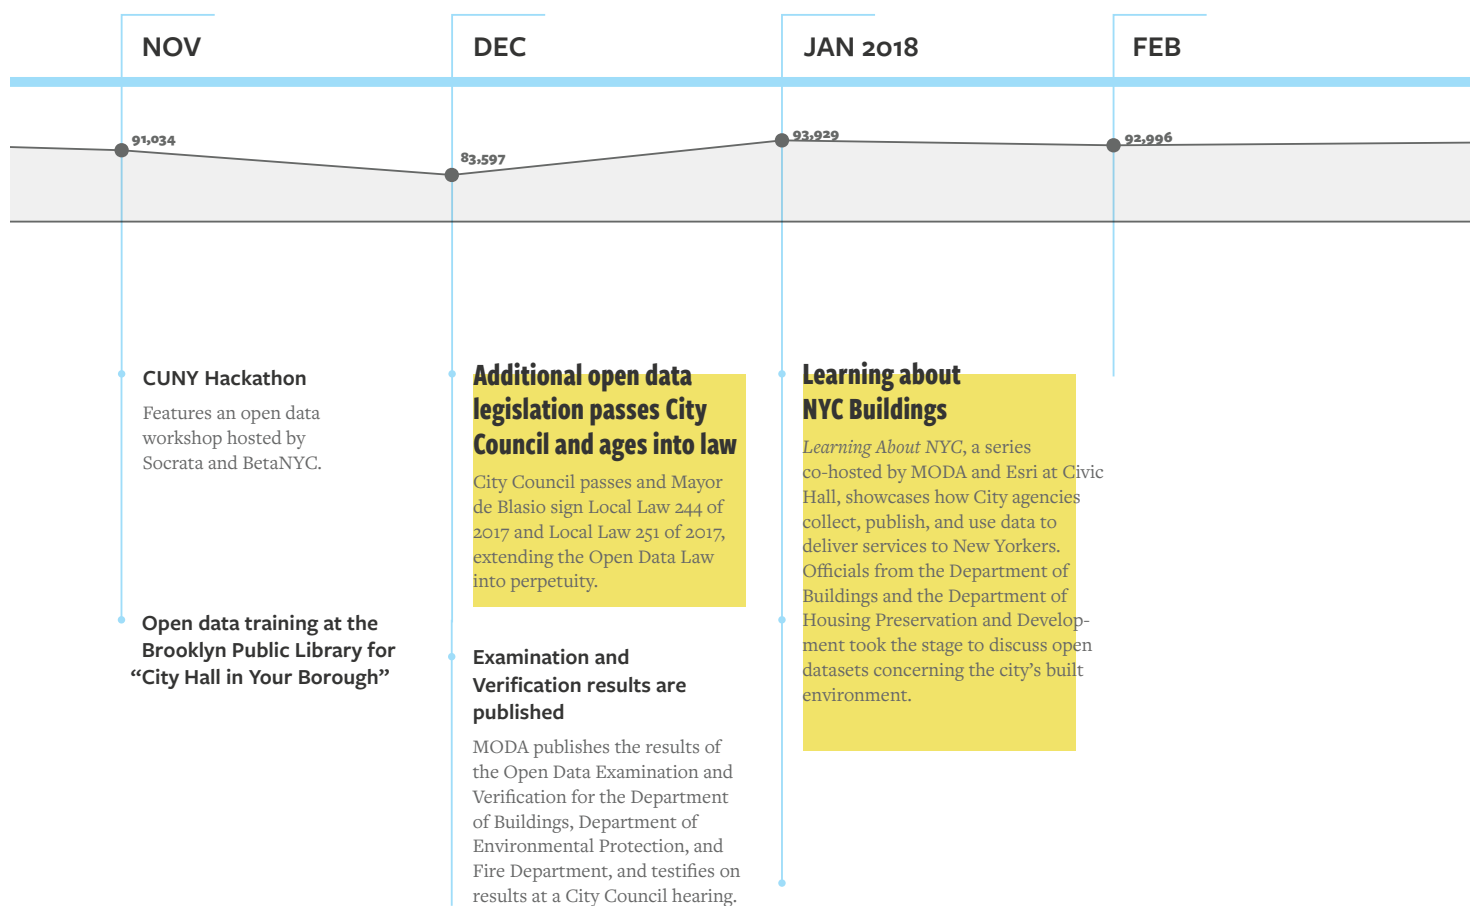 NOV
DEC
JAN 2018
FEB
91,034
83,597
93,929
92,996
CUNY Hackathon
Features an open data
workshop hosted by
Socrata and BetaNYC.
Open data training at the
Brooklyn Public Library for
“City Hall in Your Borough”
Additional open data
legislation passes City
Council and ages into law
City Council passes and Mayor
de Blasio sign Local Law 244 of
2017 and Local Law 251 of 2017,
extending the Open Data Law
into perpetuity.
Examination and
Verification results are
published
MODA publishes the results of
the Open Data Examination and
Verification for the Department
of Buildings, Department of
Environmental Protection, and
Fire Department, and testifies on
results at a City Council hearing.
Learning about
NYC Buildings
Learning About NYC, a series
co-hosted by MODA and Esri at Civic
Hall, showcases how City agencies
collect, publish, and use data to
deliver services to New Yorkers.
Officials from the Department of
Buildings and the Department of
Housing Preservation and Develop-
ment took the stage to discuss open
datasets concerning the city’s built
environment.